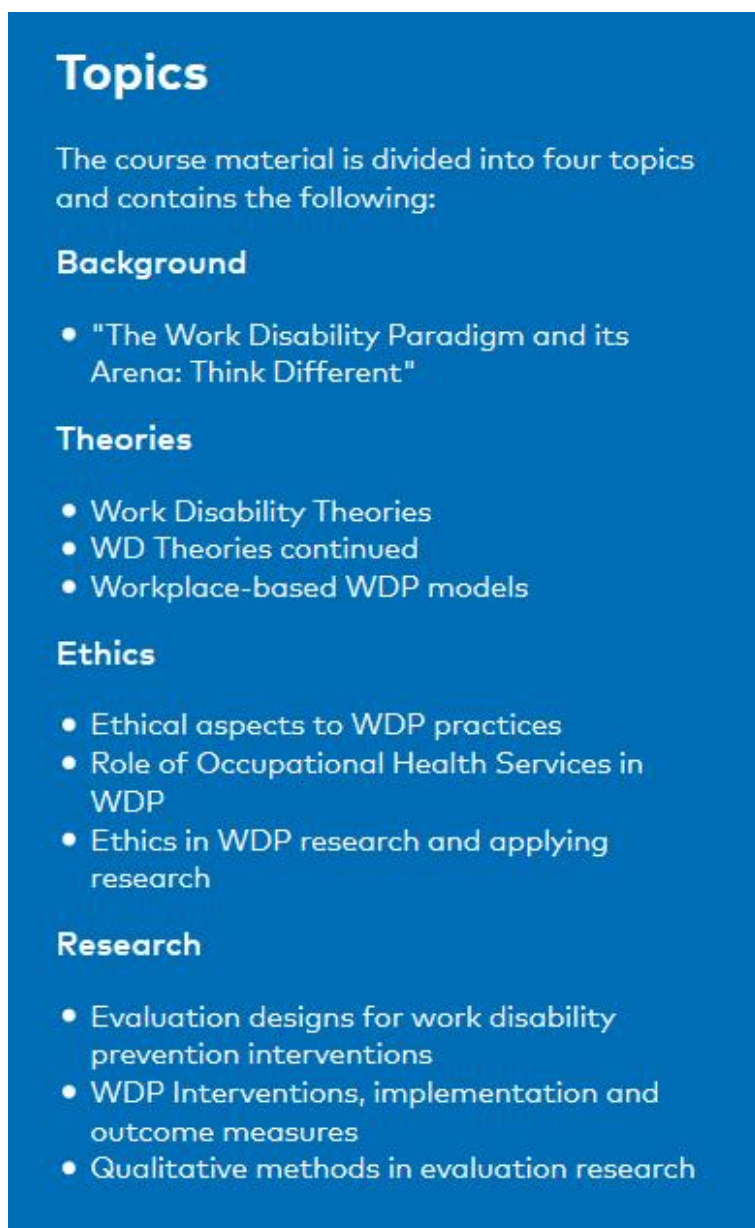 Topics
The course material is divided into four topics
and contains the following:
Background
• "The Work Disability Paradigm and its
Arena: Think Different"
Theories
• Work Disability Theories
• WD Theories continued
• Workplace-based WDP models
Ethics
• Ethical aspects to WDP practices
• Role of Occupational Health Services in
WDP
• Ethics in WDP research and applying
research
Research
• Evaluation designs for work disability
prevention interventions
• WDP Interventions, implementation and
outcome measures
• Qualitative methods in evaluation research